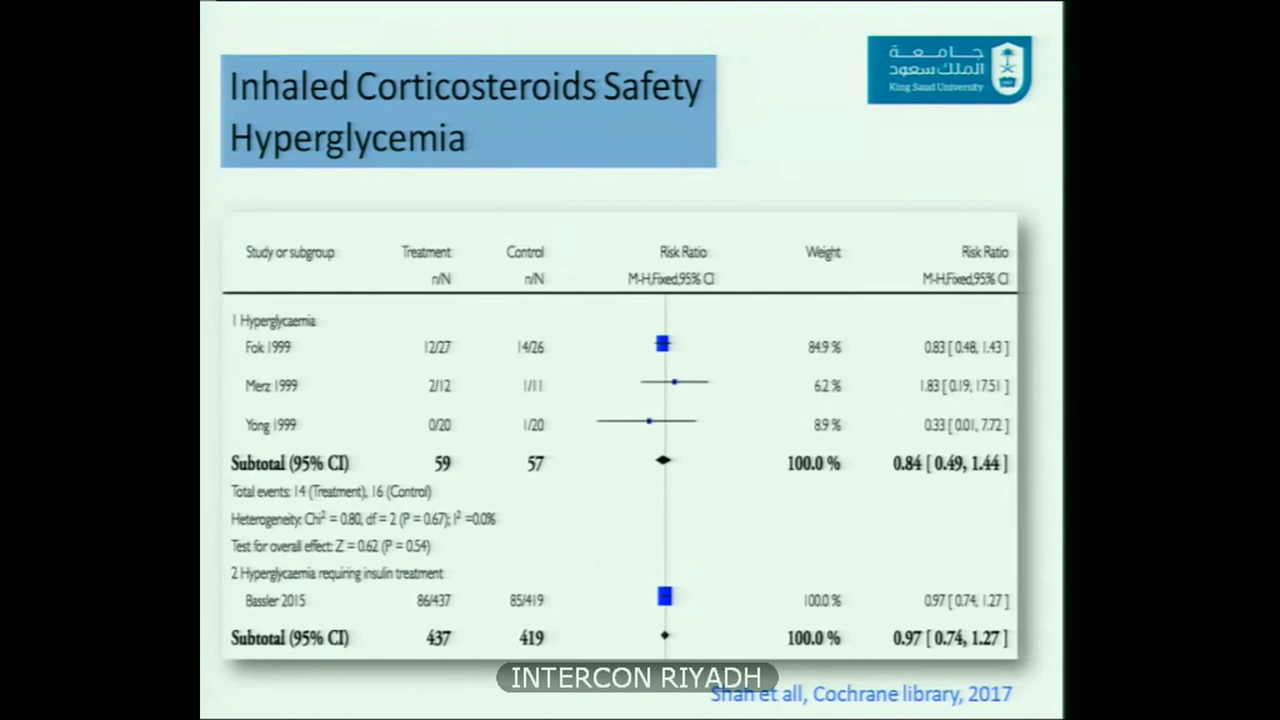 جامعة
الملك سعود
King Saud University
Inhaled Corticosteroids Safety
Hyperglycemia
Study or subgroup Treatment Control Risk Ratio Weight Risk Ratio
n/N n/N M-H,Fixed,95% CI M-H,Fixed,95% CI
1 Hyperglycaemia
Fok 1999 12/27 14/26 84.9 % 0.83 [ 0.48, 1.43 ]
Merz 1999 2/12 1/11 6.2 % 1.83 [ 0.19, 17.51 ]
Yong 1999 0/20 1/20 8.9 % 0.33 [ 0.01, 7.72 ]
Subtotal (95% CI) 59 57 100.0 % 0.84 [ 0.49, 1.44 ]
Total events: 14 (Treatment), 16 (Control)
Heterogeneity: Chi² = 0.80, df = 2 (P = 0.67); I² =0.0%
Test for overall effect: Z = 0.62 (P = 0.54)
2 Hyperglycaemia requiring insulin treatment
Bassler 2015 86/437 85/419 100.0 % 0.97 [ 0.74, 1.27 ]
Subtotal (95% CI) 437 419 100.0 % 0.97 [ 0.74, 1.27 ]
INTERCON RIYADH
Shah et all, Cochrane library, 2017